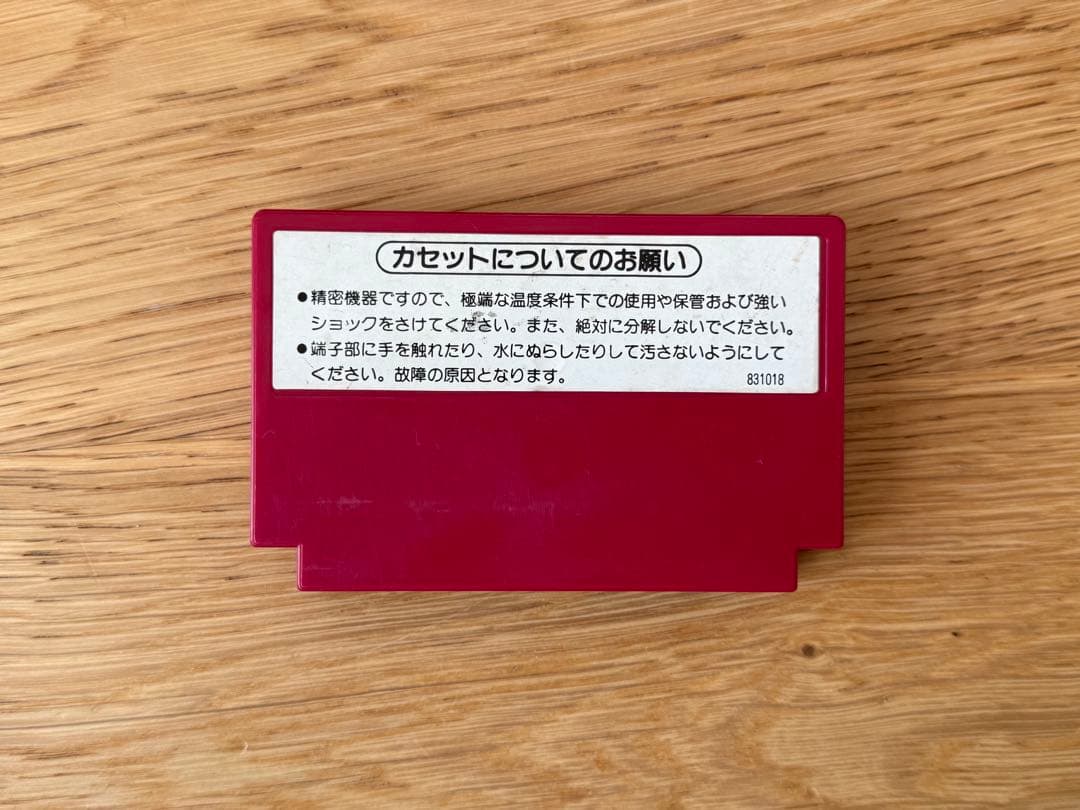 カセットについてのお願い
●精密機器ですので、極端な温度条件下での使用や保管および強い
ショックをさけてください。また、絶対に分解しないでください。
●端子部に手を触れたり、水にぬらしたりして汚さないようにして
ください。故障の原因となります。
831018